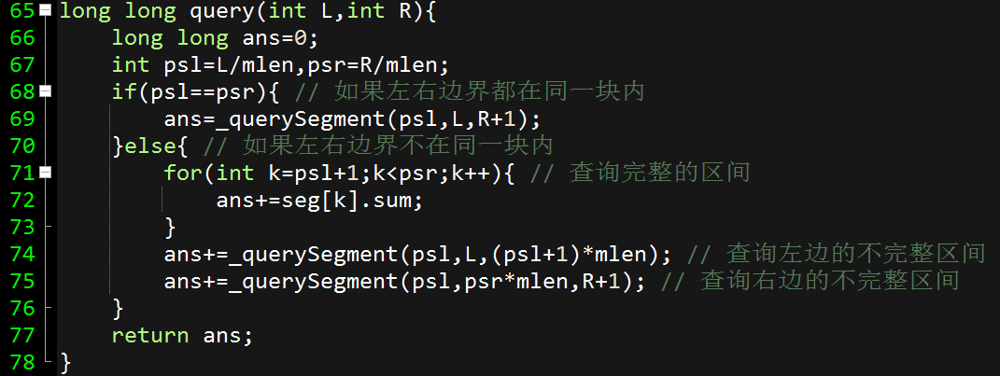 65 long long query(int L,int R){
66     long long ans=0;
67     int psl=L/mlen,psr=R/mlen;
68     if(psl==psr){ // 如果左右边界都在同一块内
69         ans=_querySegment(psl,L,R+1);
70     }else{ // 如果左右边界不在同一块内
71         for(int k=psl+1;k<psr;k++){ // 查询完整的区间
72             ans+=seg[k].sum;
73         }
74         ans+=_querySegment(psl,L,(psl+1)*mlen); // 查询左边的不完整区间
75         ans+=_querySegment(psl,psr*mlen,R+1); // 查询右边的不完整区间
76     }
77     return ans;
78 }